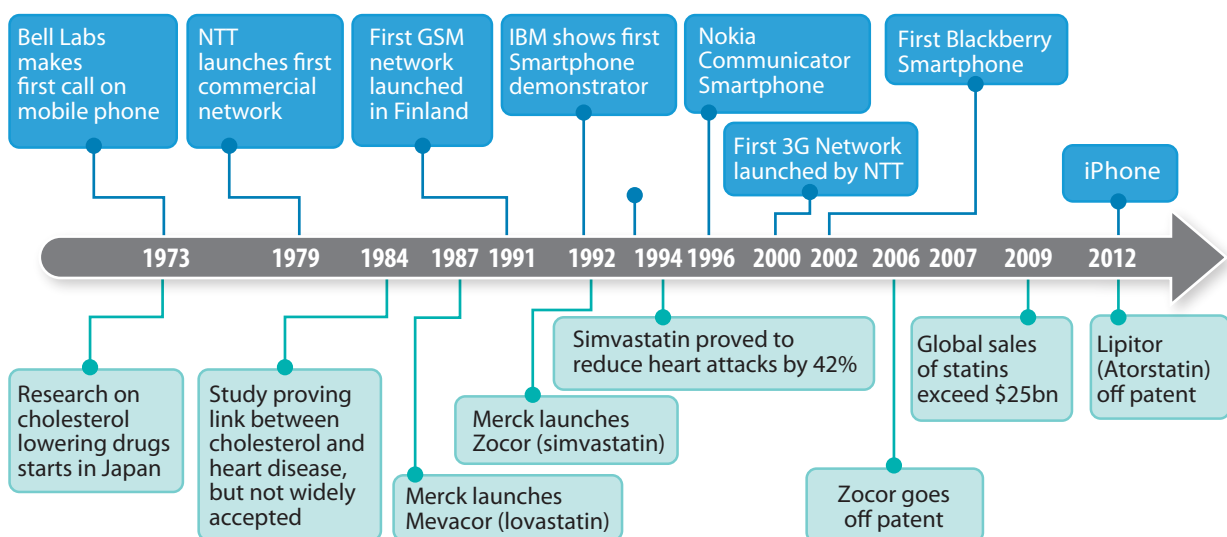 Bell Labs
makes
first call on
mobile phone
NTT
launches first
commercial
network
First GSM
network
launched
in Finland
IBM shows first
Smartphone
demonstrator
Nokia
Communicator
Smartphone
First Blackberry
Smartphone
First 3G Network
launched by NTT
iPhone
1973 1979 1984 1987 1991 1992 1994 1996 2000 2002 2006 2007 2009 2012
Research on
cholesterol
lowering drugs
starts in Japan
Study proving
link between
cholesterol and
heart disease,
but not widely
accepted
Merck launches
Mevacor (lovastatin)
Merck launches
Zocor (simvastatin)
Simvastatin proved to
reduce heart attacks by 42%
Zocor goes
off patent
Global sales
of statins
exceed $25bn
Lipitor
(Atorstatin)
off patent